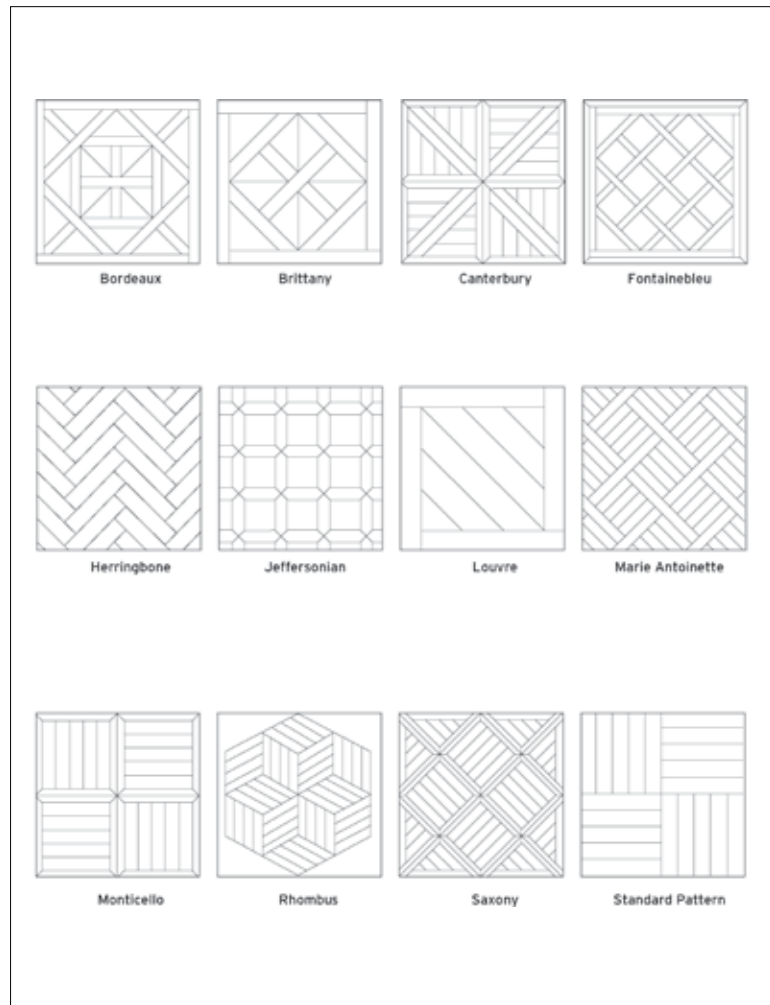 Bordeaux
Brittany
Canterbury
Fontainebleu
Herringbone
Jeffersonian
Louvre
Marie Antoinette
Monticello
Rhombus
Saxony
Standard Pattern